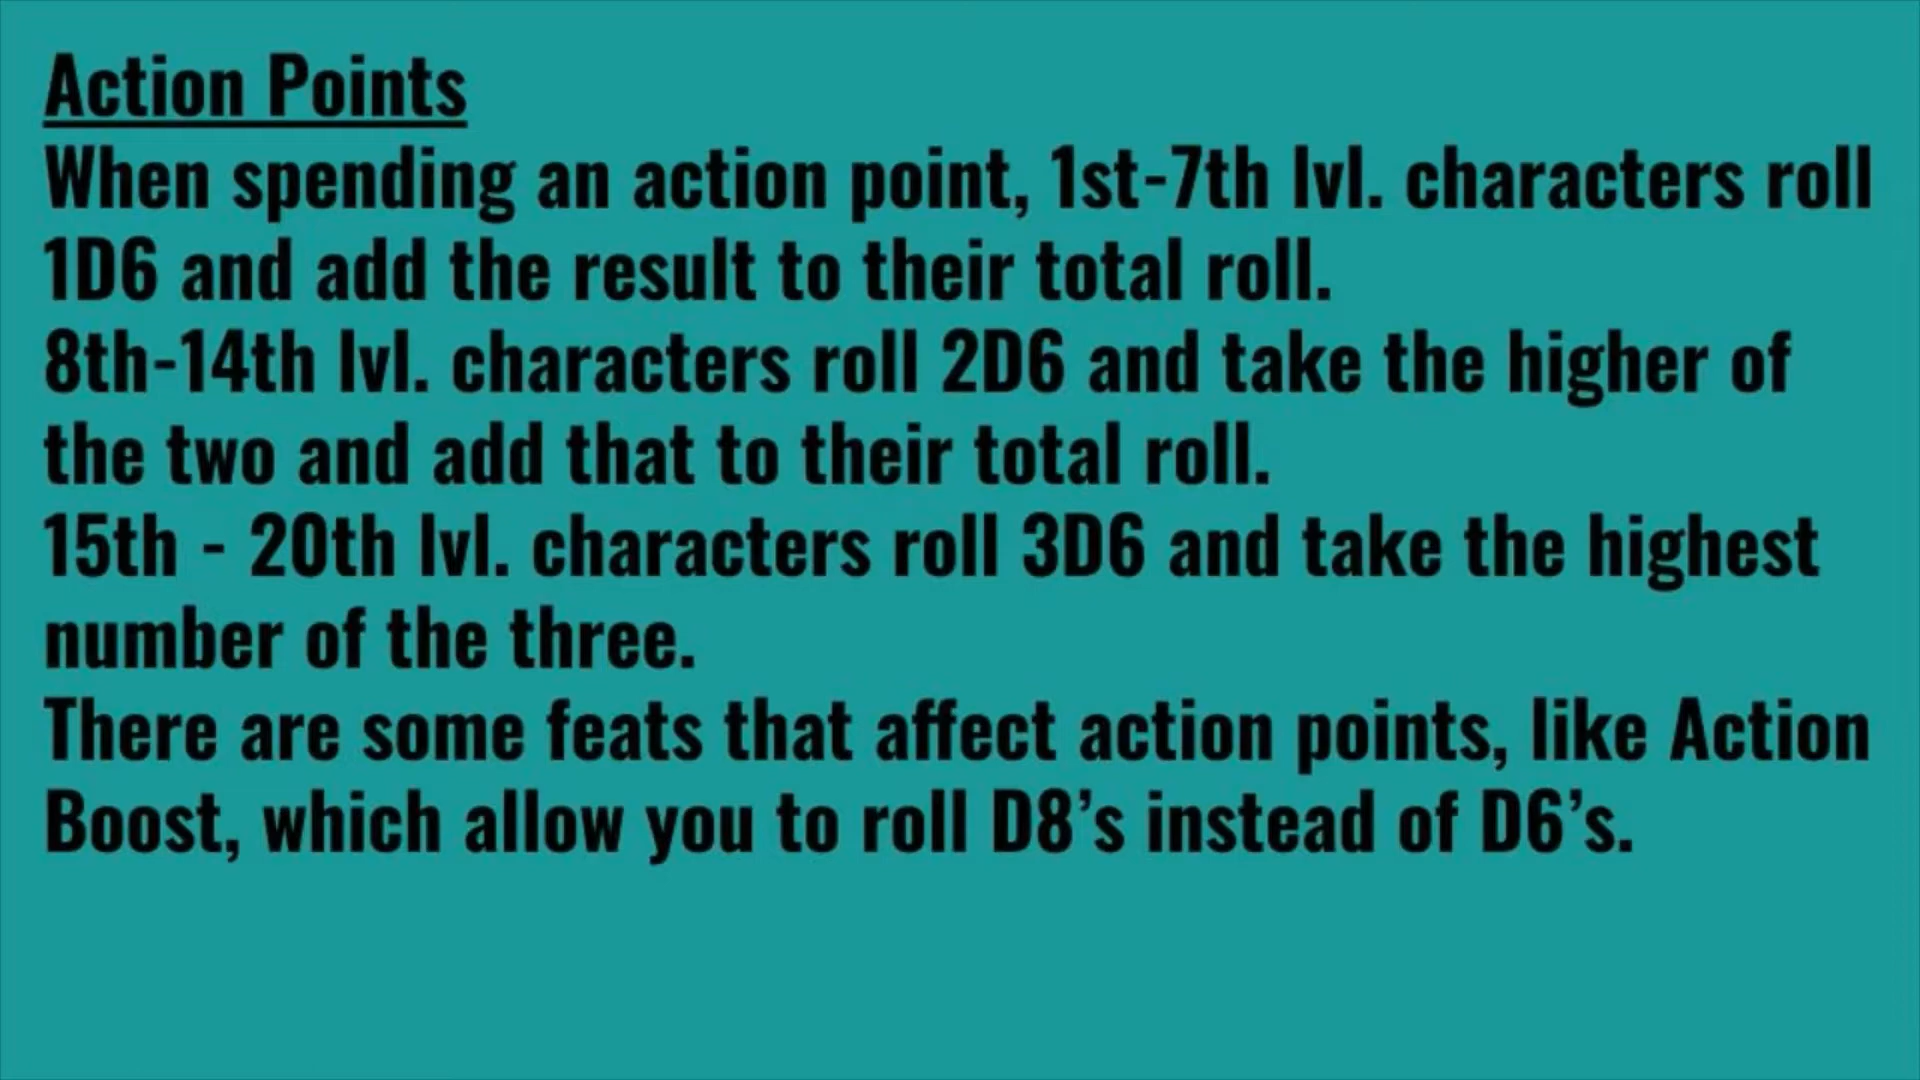 Action Points
When spending an action point, 1st-7th lvl. characters roll
1D6 and add the result to their total roll.
8th-14th lvl. characters roll 2D6 and take the higher of
the two and add that to their total roll.
15th - 20th lvl. characters roll 3D6 and take the highest
number of the three.
There are some feats that affect action points, like Action
Boost, which allow you to roll D8’s instead of D6’s.